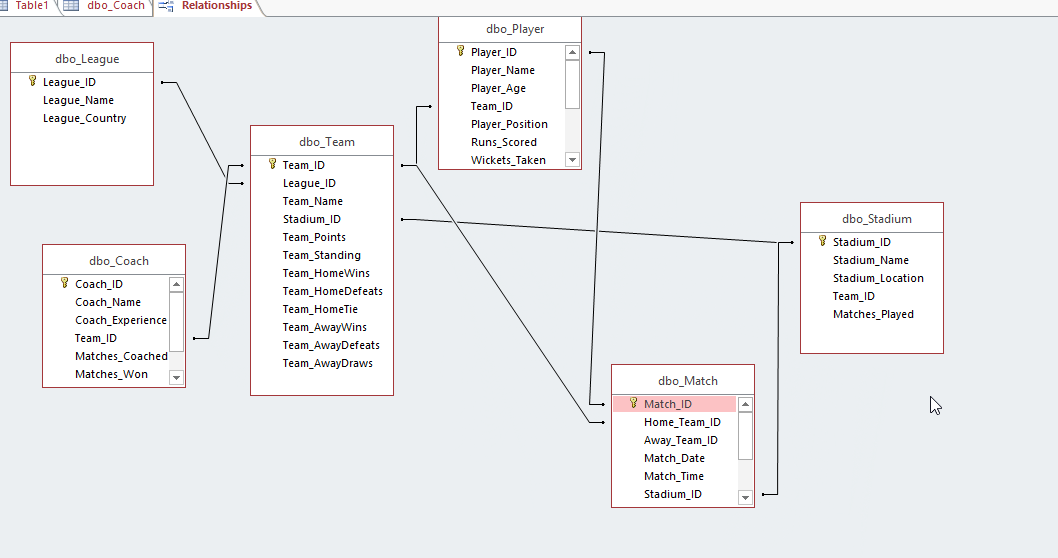 Table1
dbo_Coach
Relationships
dbo_League
League_ID
League_Name
League_Country
dbo_Coach
Coach_ID
Coach_Name
Coach_Experience
Team_ID
Matches_Coached
Matches_Won
dbo_Team
Team_ID
League_ID
Team_Name
Stadium_ID
Team_Points
Team_Standing
Team_HomeWins
Team_HomeDefeats
Team_HomeTie
Team_AwayWins
Team_AwayDefeats
Team_AwayDraws
dbo_Player
Player_ID
Player_Name
Player_Age
Team_ID
Player_Position
Runs_Scored
Wickets_Taken
dbo_Match
Match_ID
Home_Team_ID
Away_Team_ID
Match_Date
Match_Time
Stadium_ID
dbo_Stadium
Stadium_ID
Stadium_Name
Stadium_Location
Team_ID
Matches_Played